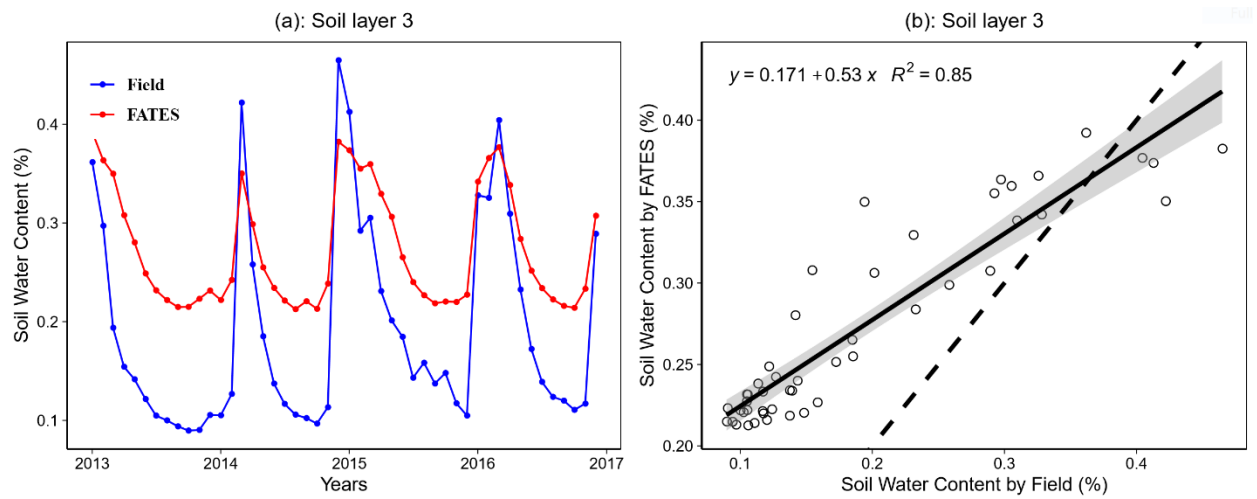 (a): Soil layer 3
Soil Water Content (%)
0.4
0.3
0.2
0.1
Field
FATES
2013 2014 2015 2016 2017
Years
(b): Soil layer 3
Soil Water Content by FATES (%)
0.40
0.35
0.30
0.25
0.20
y = 0.171 + 0.53 x R² = 0.85
0.1 0.2 0.3 0.4
Soil Water Content by Field (%)